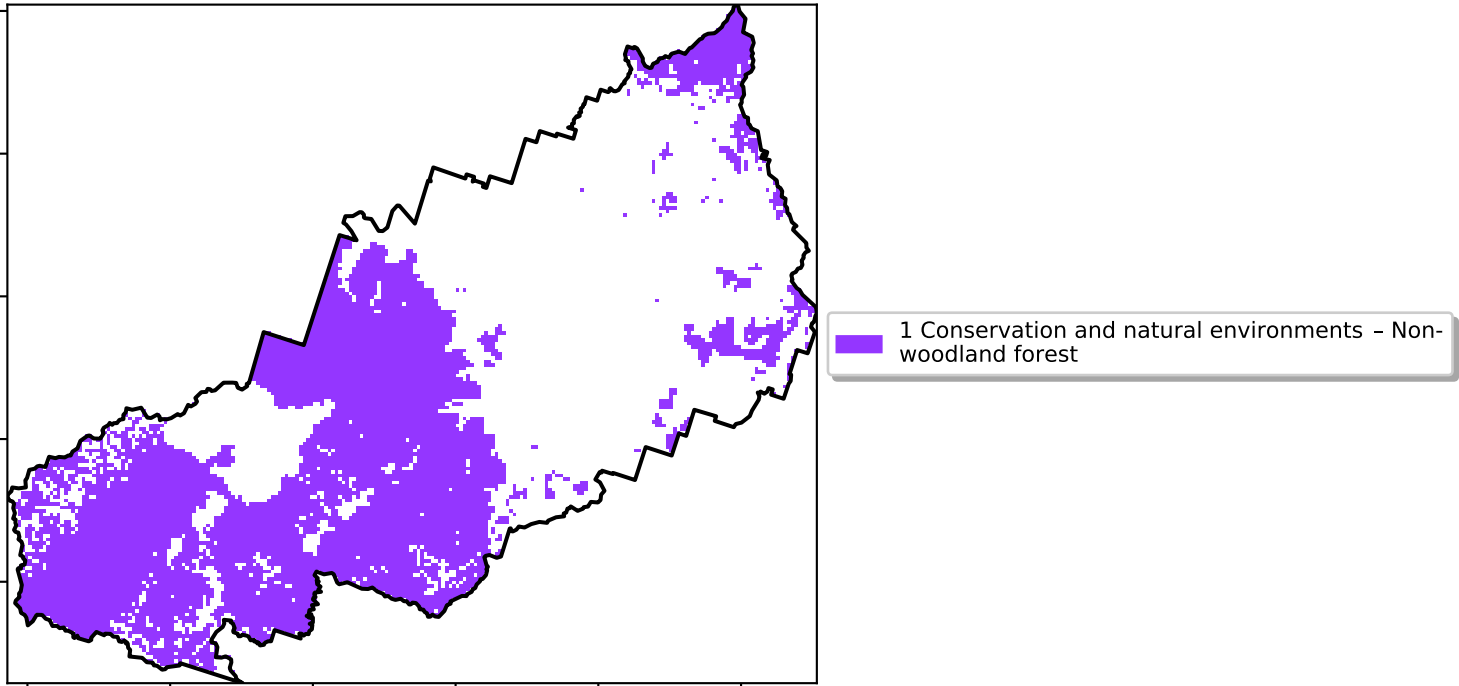 1 Conservation and natural environments – Non-
woodland forest